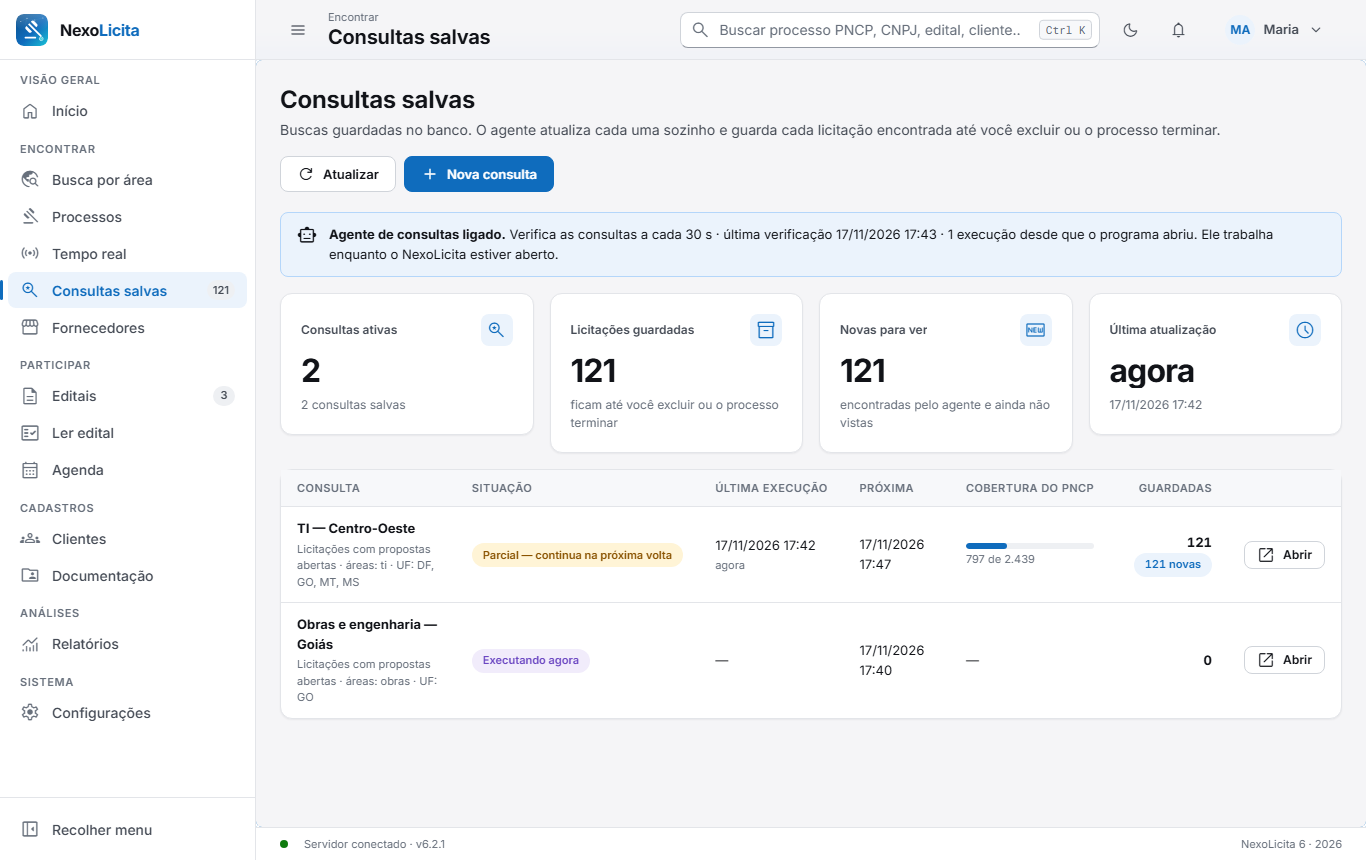 NexoLicita
Encontrar
Consultas salvas
Buscar processo PNCP, CNPJ, edital, cliente..
Ctrl K
MA
Maria
VISÃO GERAL
Início
ENCONTRAR
Busca por área
Processos
Tempo real
Consultas salvas
121
Fornecedores
PARTICIPAR
Editais
3
Ler edital
Agenda
CADASTROS
Clientes
Documentação
ANÁLISES
Relatórios
SISTEMA
Configurações
Recolher menu
Consultas salvas
Buscas guardadas no banco. O agente atualiza cada uma sozinho e guarda cada licitação encontrada até você excluir ou o processo terminar.
Atualizar
Nova consulta
Agente de consultas ligado. Verifica as consultas a cada 30 s · última verificação 17/11/2026 17:43 · 1 execução desde que o programa abriu. Ele trabalha
enquanto o NexoLicita estiver aberto.
Consultas ativas
2
2 consultas salvas
Licitações guardadas
121
ficam até você excluir ou o processo
terminar
Novas para ver
NEW
121
encontradas pelo agente e ainda não
vistas
Última atualização
agora
17/11/2026 17:42
CONSULTA
SITUAÇÃO
ÚLTIMA EXECUÇÃO
PRÓXIMA
COBERTURA DO PNCP
GUARDADAS
TI — Centro-Oeste
Licitações com propostas
abertas · áreas: ti · UF: DF,
GO, MT, MS
Parcial — continua na próxima volta
17/11/2026 17:42
agora
17/11/2026
17:47
797 de 2.439
121
121 novas
Abrir
Obras e engenharia —
Goiás
Licitações com propostas
abertas · áreas: obras · UF:
GO
Executando agora
—
17/11/2026
17:40
—
0
Abrir
Servidor conectado · v6.2.1
NexoLicita 6 · 2026